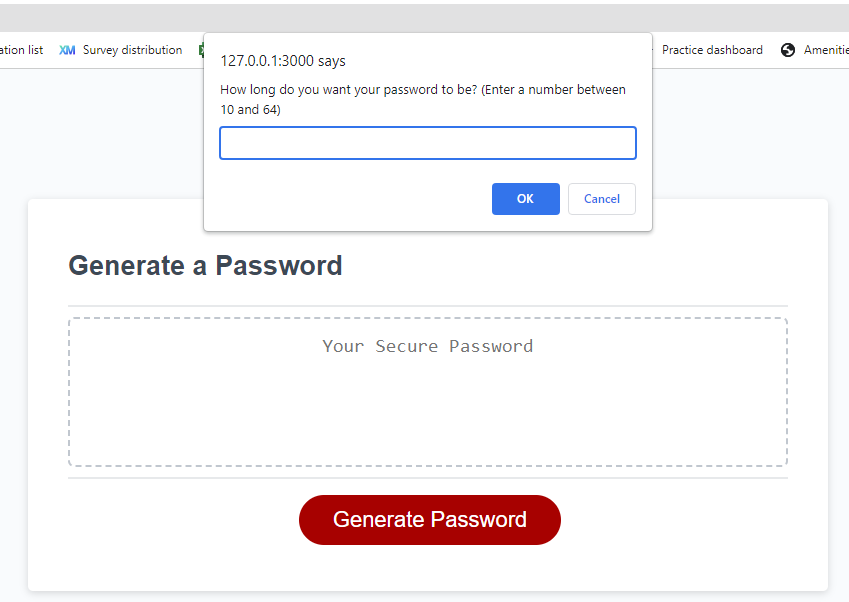 ation list XM Survey distribution Practice dashboard Amenitie
127.0.0.1:3000 says
How long do you want your password to be? (Enter a number between
10 and 64)
OK Cancel
Generate a Password
Your Secure Password
Generate Password